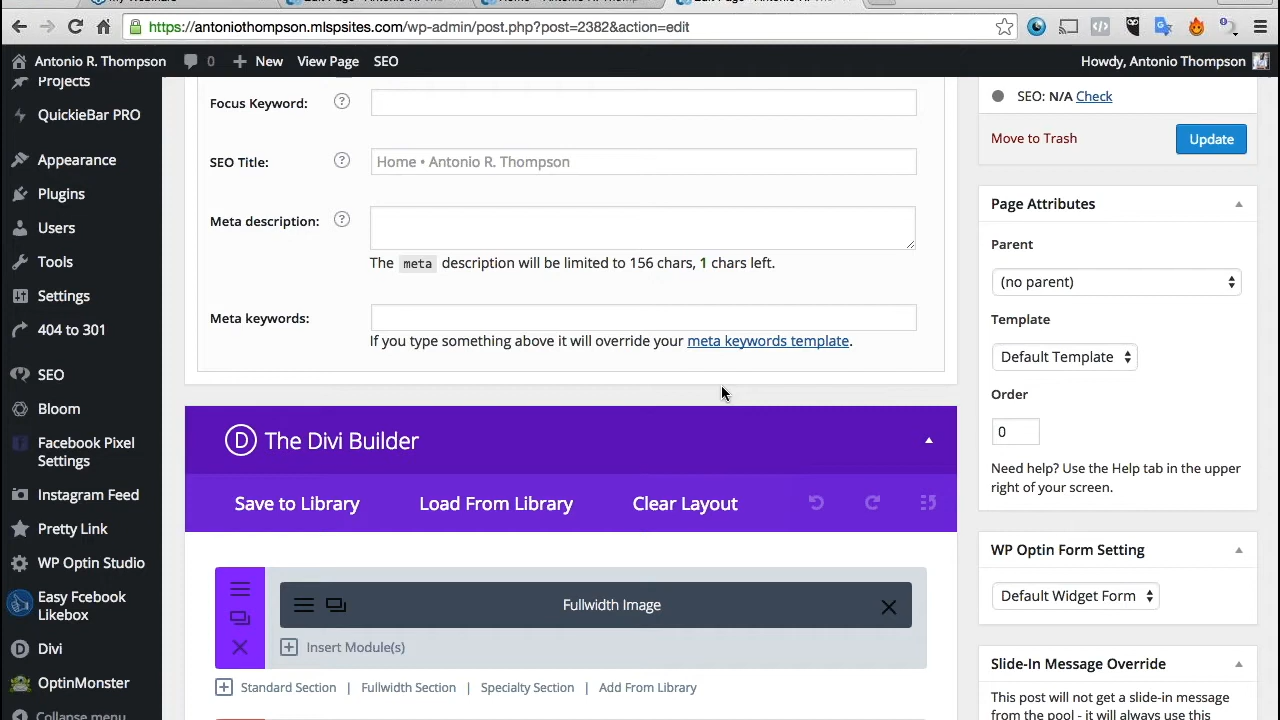 https://antoniothompson.mlspsites.com/wp-admin/post.php?post=2382&action=edit
Antonio R. Thompson
0
New
View Page
SEO
Howdy, Antonio Thompson
Projects
QuickieBar PRO
Appearance
Plugins
Users
Tools
Settings
404 to 301
SEO
Bloom
Facebook Pixel
Settings
Instagram Feed
Pretty Link
WP Optin Studio
Easy Fcebook
Likebox
Divi
OptinMonster
Collapse menu
Focus Keyword: ?
SEO Title: ? Home • Antonio R. Thompson
Meta description: ?
The meta description will be limited to 156 chars, 1 chars left.
Meta keywords:
If you type something above it will override your meta keywords template.
D The Divi Builder
Save to Library
Load From Library
Clear Layout
Fullwidth Image
Insert Module(s)
Standard Section | Fullwidth Section | Specialty Section | Add From Library
SEO: N/A Check
Move to Trash
Update
Page Attributes
Parent
(no parent)
Template
Default Template
Order
0
Need help? Use the Help tab in the upper
right of your screen.
WP Optin Form Setting
Default Widget Form
Slide-In Message Override
This post will not get a slide-in message
from the pool - it will always use this